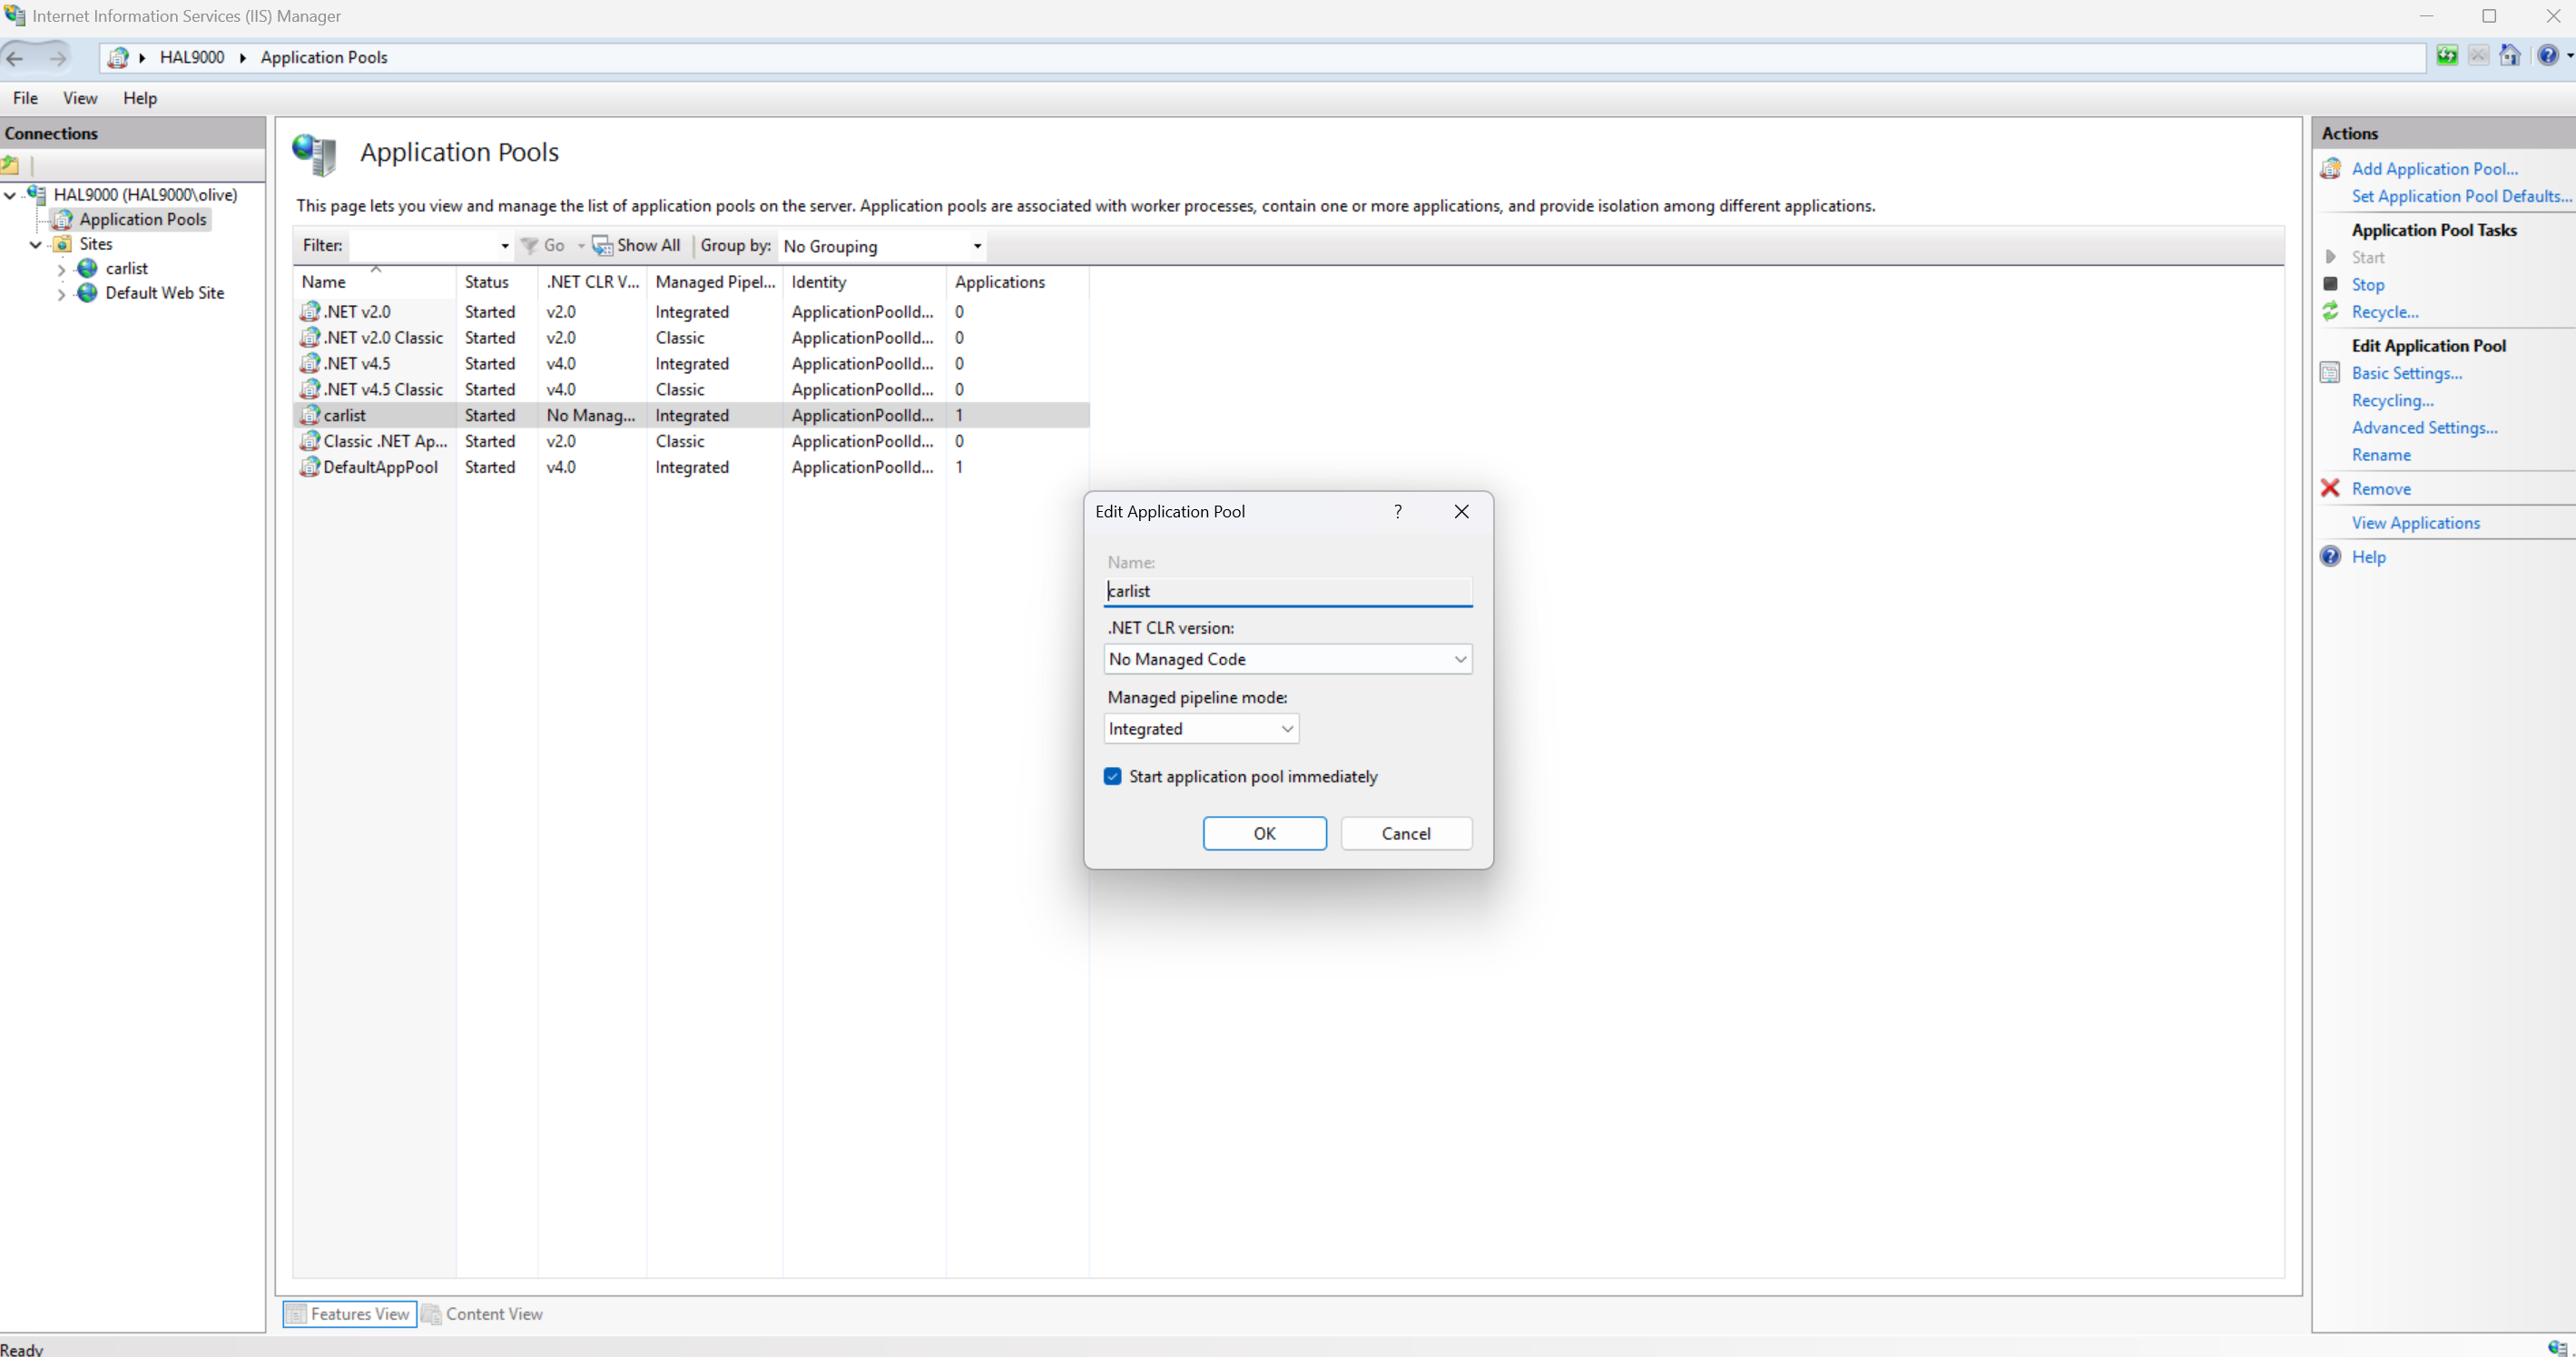 Internet Information Services (IIS) Manager
HAL9000 Application Pools
File View Help
Connections
HAL9000 (HAL9000\olive)
Application Pools
Sites
carlist
Default Web Site
Application Pools
This page lets you view and manage the list of application pools on the server. Application pools are associated with worker processes, contain one or more applications, and provide isolation among different applications.
Filter: Go Show All Group by: No Grouping
Name Status .NET CLR V... Managed Pipel... Identity Applications
.NET v2.0 Started v2.0 Integrated ApplicationPoolId... 0
.NET v2.0 Classic Started v2.0 Classic ApplicationPoolId... 0
.NET v4.5 Started v4.0 Integrated ApplicationPoolId... 0
.NET v4.5 Classic Started v4.0 Classic ApplicationPoolId... 0
carlist Started No Manag... Integrated ApplicationPoolId... 1
Classic .NET Ap... Started v2.0 Classic ApplicationPoolId... 0
DefaultAppPool Started v4.0 Integrated ApplicationPoolId... 1
Edit Application Pool ?
Name:
carlist
.NET CLR version:
No Managed Code
Managed pipeline mode:
Integrated
Start application pool immediately
OK Cancel
Features View Content View
Actions
Add Application Pool...
Set Application Pool Defaults...
Application Pool Tasks
Start
Stop
Recycle...
Edit Application Pool
Basic Settings...
Recycling...
Advanced Settings...
Rename
Remove
View Applications
Help
Ready